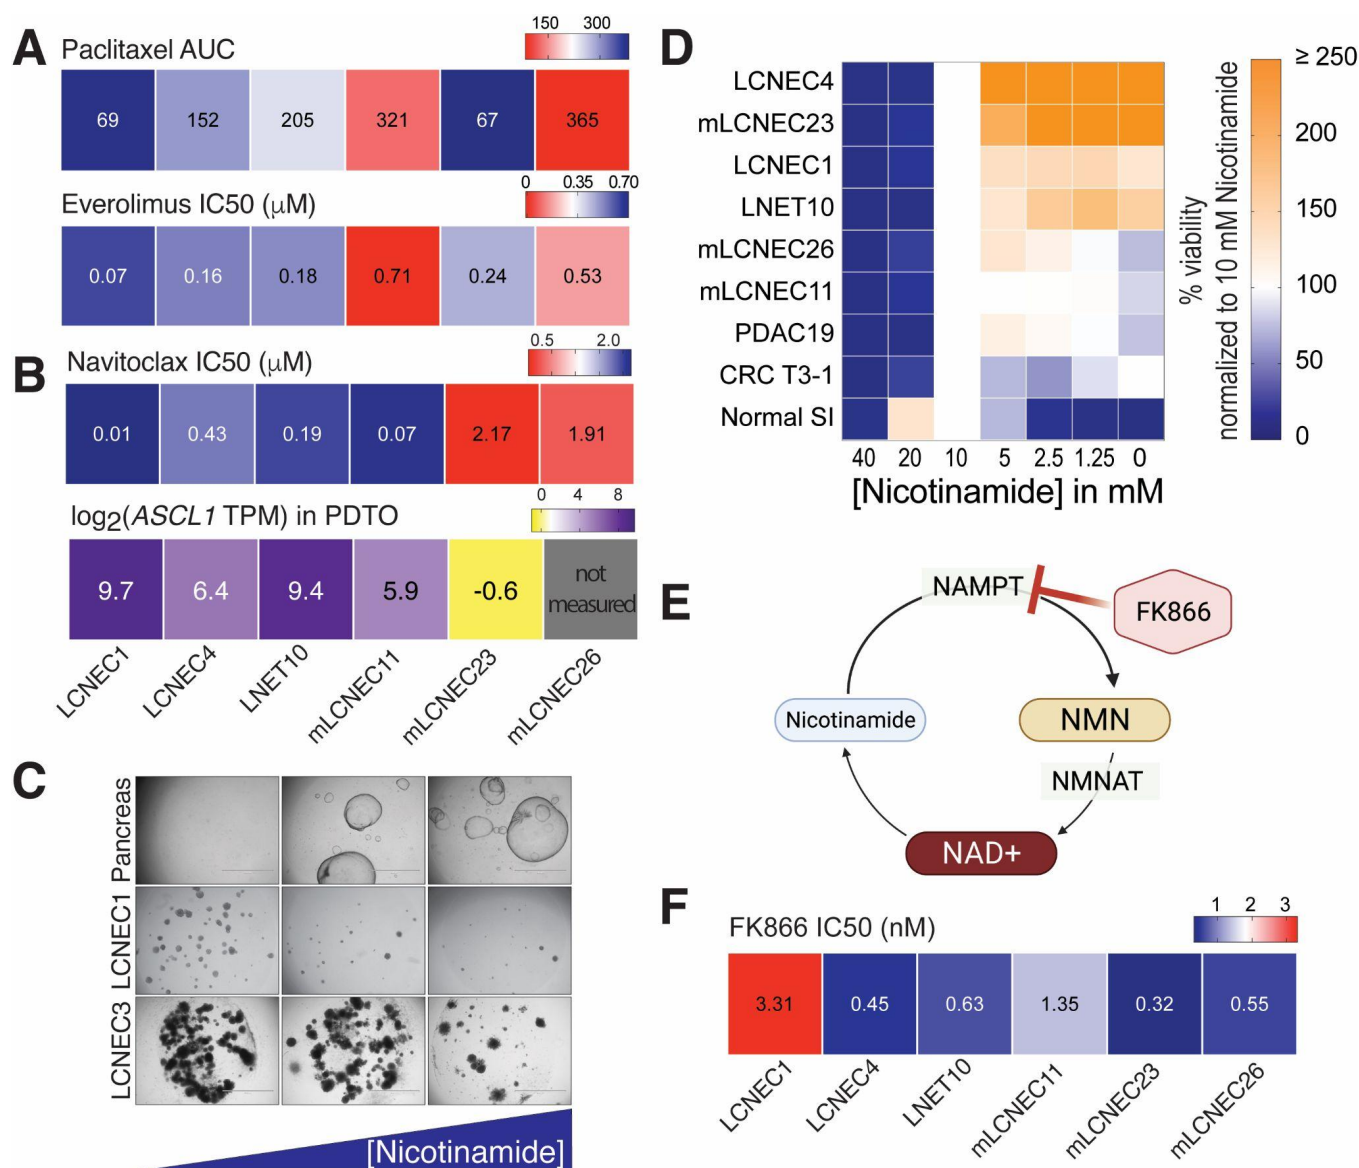 A
Paclitaxel AUC
150 300
69 152 205 321 67 365
Everolimus IC50 (μM)
0 0.35 0.70
0.07 0.16 0.18 0.71 0.24 0.53
B
Navitoclax IC50 (μM)
0.5 2.0
0.01 0.43 0.19 0.07 2.17 1.91
log2(ASCL1 TPM) in PDTO
0 4 8
9.7 6.4 9.4 5.9 -0.6 not
measured
LCNEC1 LCNEC4 LNET10 mLCNEC11 mLCNEC23 mLCNEC26
C
Pancreas
LCNEC1
LCNEC3
[Nicotinamide]
D
LCNEC4
mLCNEC23
LCNEC1
LNET10
mLCNEC26
mLCNEC11
PDAC19
CRC T3-1
Normal SI
40 20 10 5 2.5 1.25 0
[Nicotinamide] in mM
% viability
normalized to 10 mM Nicotinamide
≥ 250
200
150
100
50
0
E
NAMPT
FK866
Nicotinamide
NMN
NMNAT
NAD+
F
FK866 IC50 (nM)
1 2 3
3.31 0.45 0.63 1.35 0.32 0.55
LCNEC1 LCNEC4 LNET10 mLCNEC11 mLCNEC23 mLCNEC26